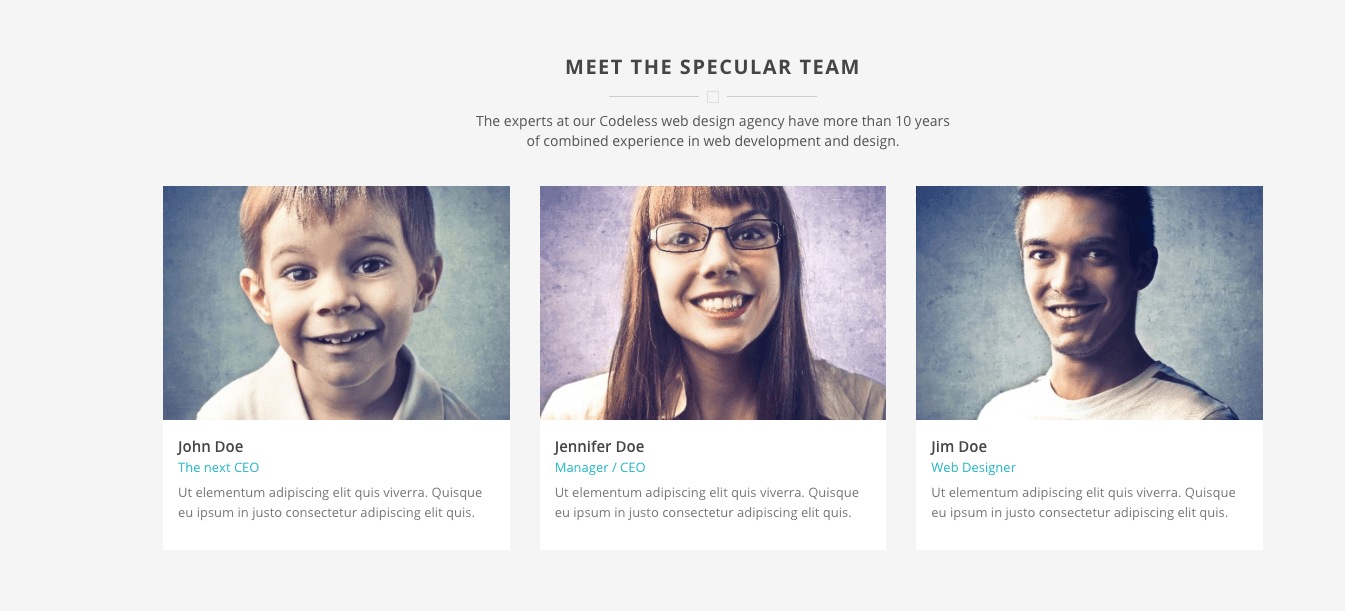 MEET THE SPECULAR TEAM
The experts at our Codeless web design agency have more than 10 years
of combined experience in web development and design.
John Doe
The next CEO
Ut elementum adipiscing elit quis viverra. Quisque
eu ipsum in justo consectetur adipiscing elit quis.
Jennifer Doe
Manager / CEO
Ut elementum adipiscing elit quis viverra. Quisque
eu ipsum in justo consectetur adipiscing elit quis.
Jim Doe
Web Designer
Ut elementum adipiscing elit quis viverra. Quisque
eu ipsum in justo consectetur adipiscing elit quis.